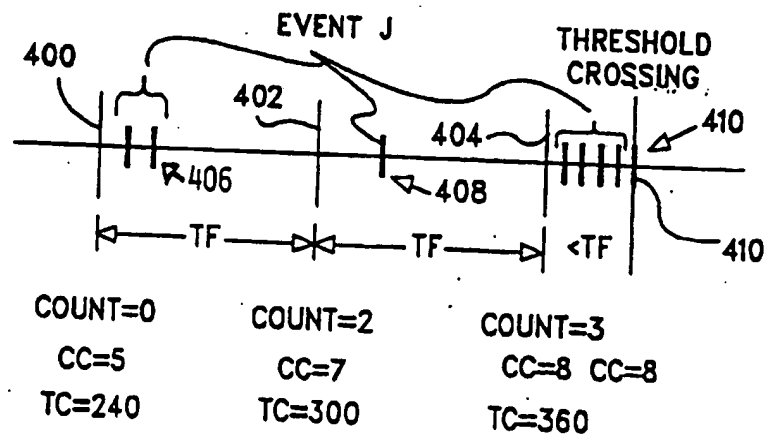 EVENT J
THRESHOLD
CROSSING
400
402
404
410
406
408
410
TF
TF
<TF
COUNT=0
COUNT=2
COUNT=3
CC=5
CC=7
CC=8 CC=8
TC=240
TC=300
TC=360